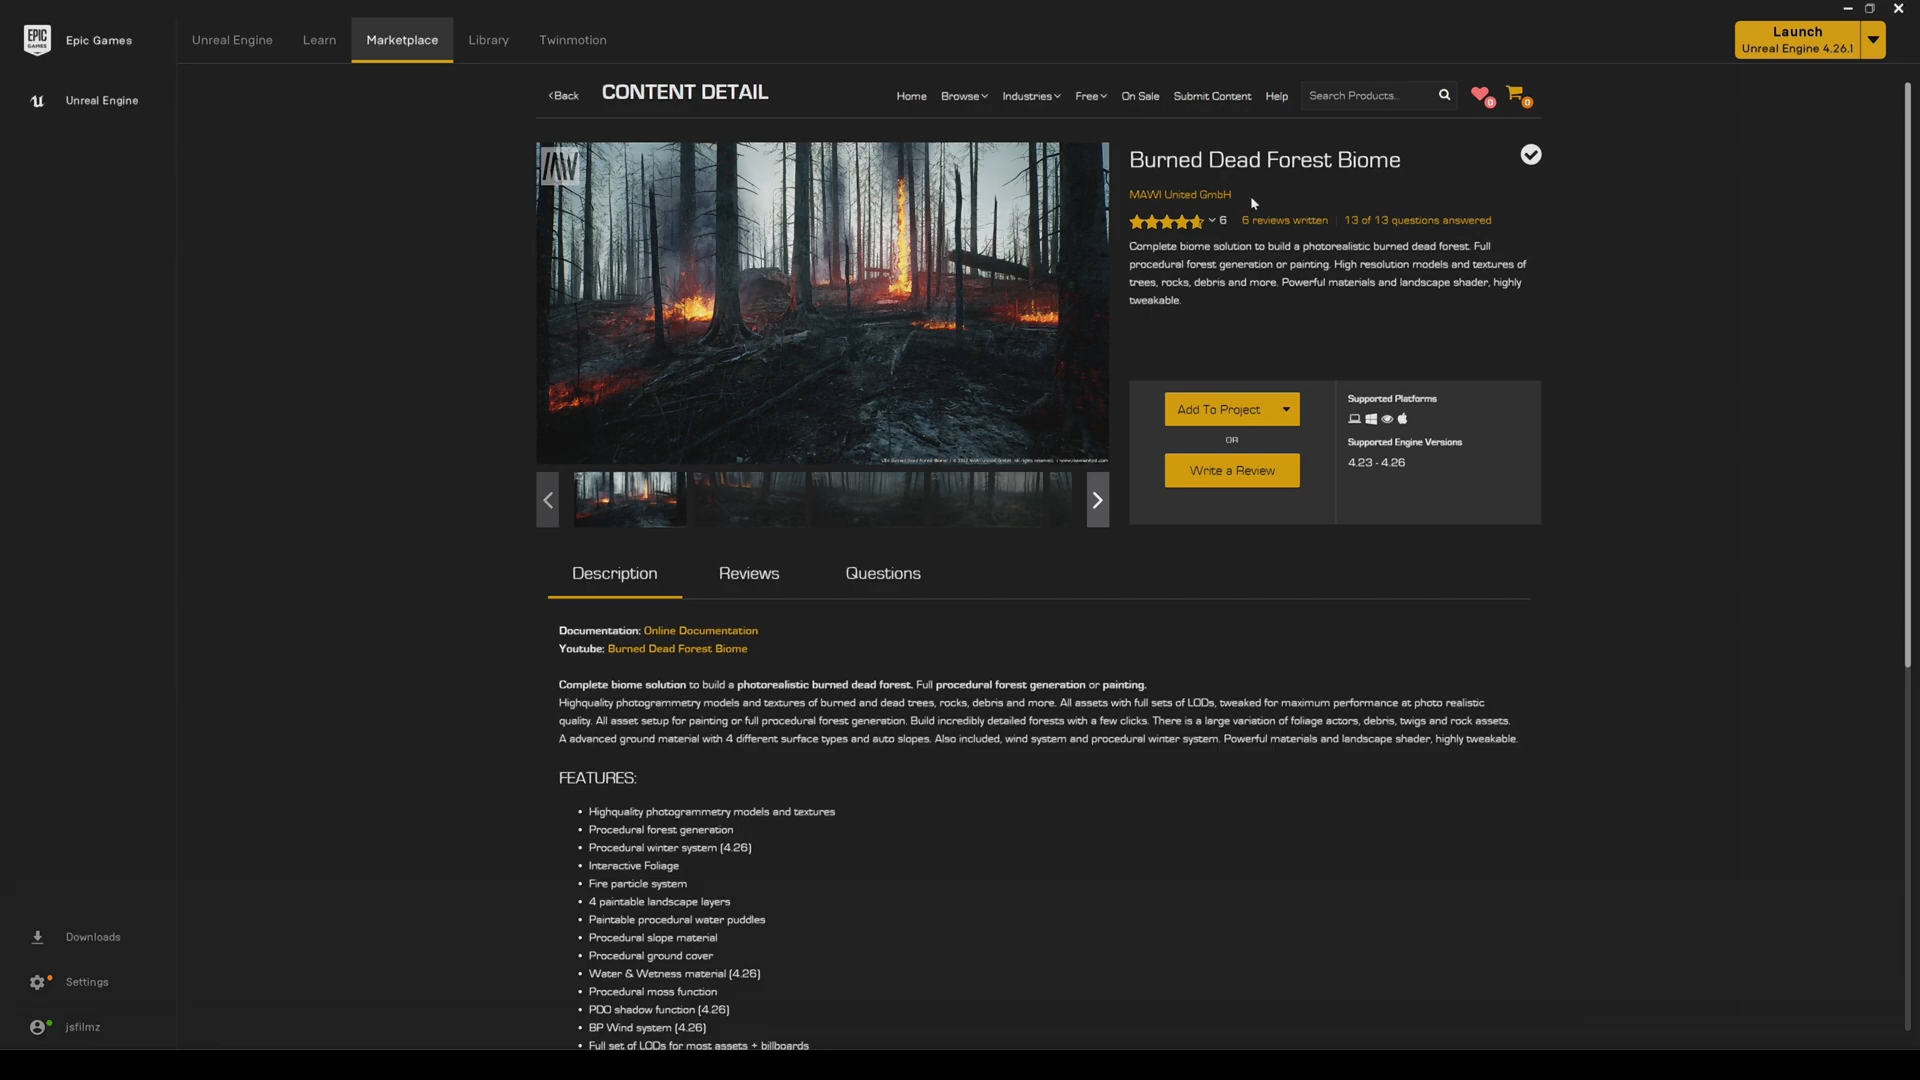 EPIC GAMES
Epic Games
Unreal Engine
Learn
Marketplace
Library
Twinmotion
Launch
Unreal Engine 4.26.1
Unreal Engine
Back
CONTENT DETAIL
Home
Browse
Industries
Free
On Sale
Submit Content
Help
Search Products...
0
0
Burned Dead Forest Biome
MAWI United GmbH
6
6 reviews written
13 of 13 questions answered
Complete biome solution to build a photorealistic burned dead forest. Full
procedural forest generation or painting. High resolution models and textures of
trees, rocks, debris and more. Powerful materials and landscape shader, highly
tweakable.
Add To Project
OR
Write a Review
Supported Platforms
Supported Engine Versions
4.23 - 4.26
Description
Reviews
Questions
Documentation: Online Documentation
Youtube: Burned Dead Forest Biome
Complete biome solution to build a photorealistic burned dead forest. Full procedural forest generation or painting.
Highquality photogrammetry models and textures of burned and dead trees, rocks, debris and more. All assets with full sets of LODs, tweaked for maximum performance at photo realistic
quality. All asset setup for painting or full procedural forest generation. Build incredibly detailed forests with a few clicks. There is a large variation of foliage actors, debris, twigs and rock assets.
A advanced ground material with 4 different surface types and auto slopes. Also included, wind system and procedural winter system. Powerful materials and landscape shader, highly tweakable.
FEATURES:
• Highquality photogrammetry models and textures
• Procedural forest generation
• Procedural winter system (4.26)
• Interactive Foliage
• Fire particle system
• 4 paintable landscape layers
• Paintable procedural water puddles
• Procedural slope material
• Procedural ground cover
• Water & Wetness material (4.26)
• Procedural moss function
• PDO shadow function (4.26)
• BP Wind system (4.26)
• Full set of LODs for most assets + billboards
Downloads
Settings
jsfilmz